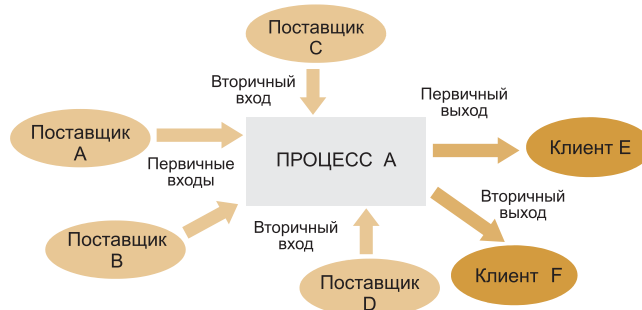 Поставщик
C
Вторичный
вход
Первичный
выход
Поставщик
A
Первичные
входы
ПРОЦЕСС A
Клиент E
Вторичный
выход
Поставщик
B
Вторичный
вход
Поставщик
D
Клиент F